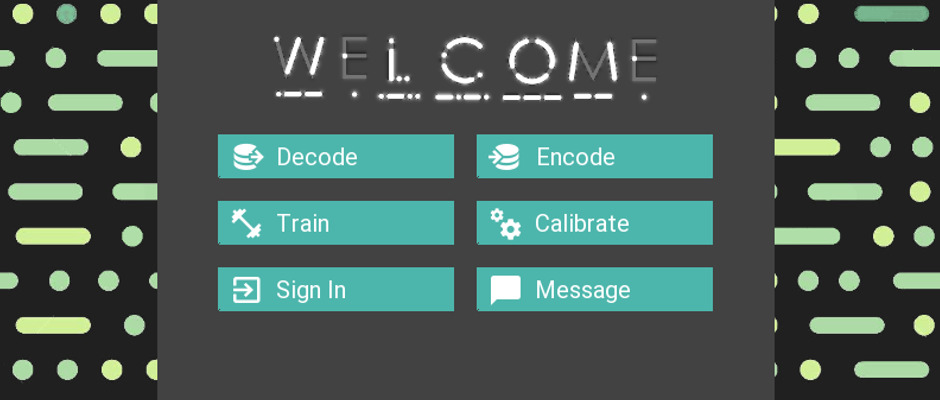 WELCOME
.-- . .-.. -.-. --- -- .
Decode Encode
Train Calibrate
Sign In Message